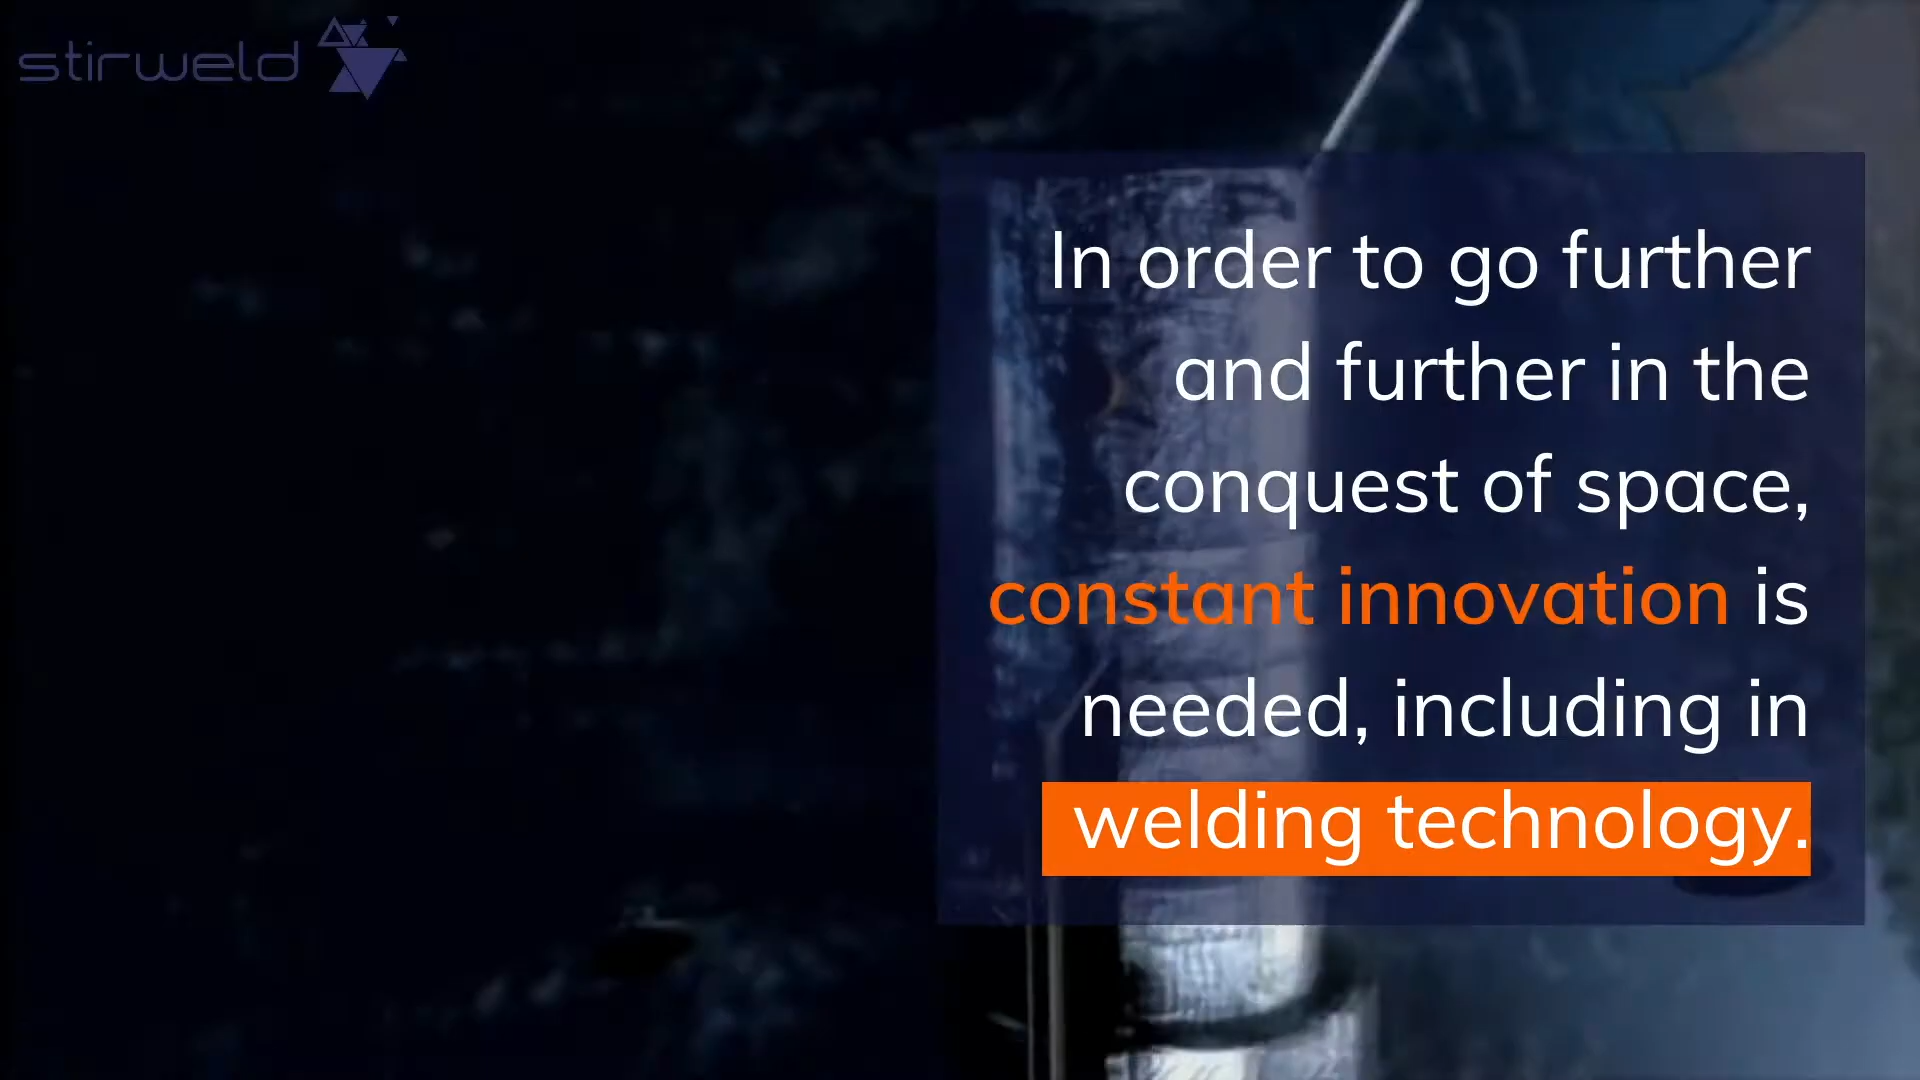 stirweld
In order to go further
and further in the
conquest of space,
constant innovation is
needed, including in
welding technology.